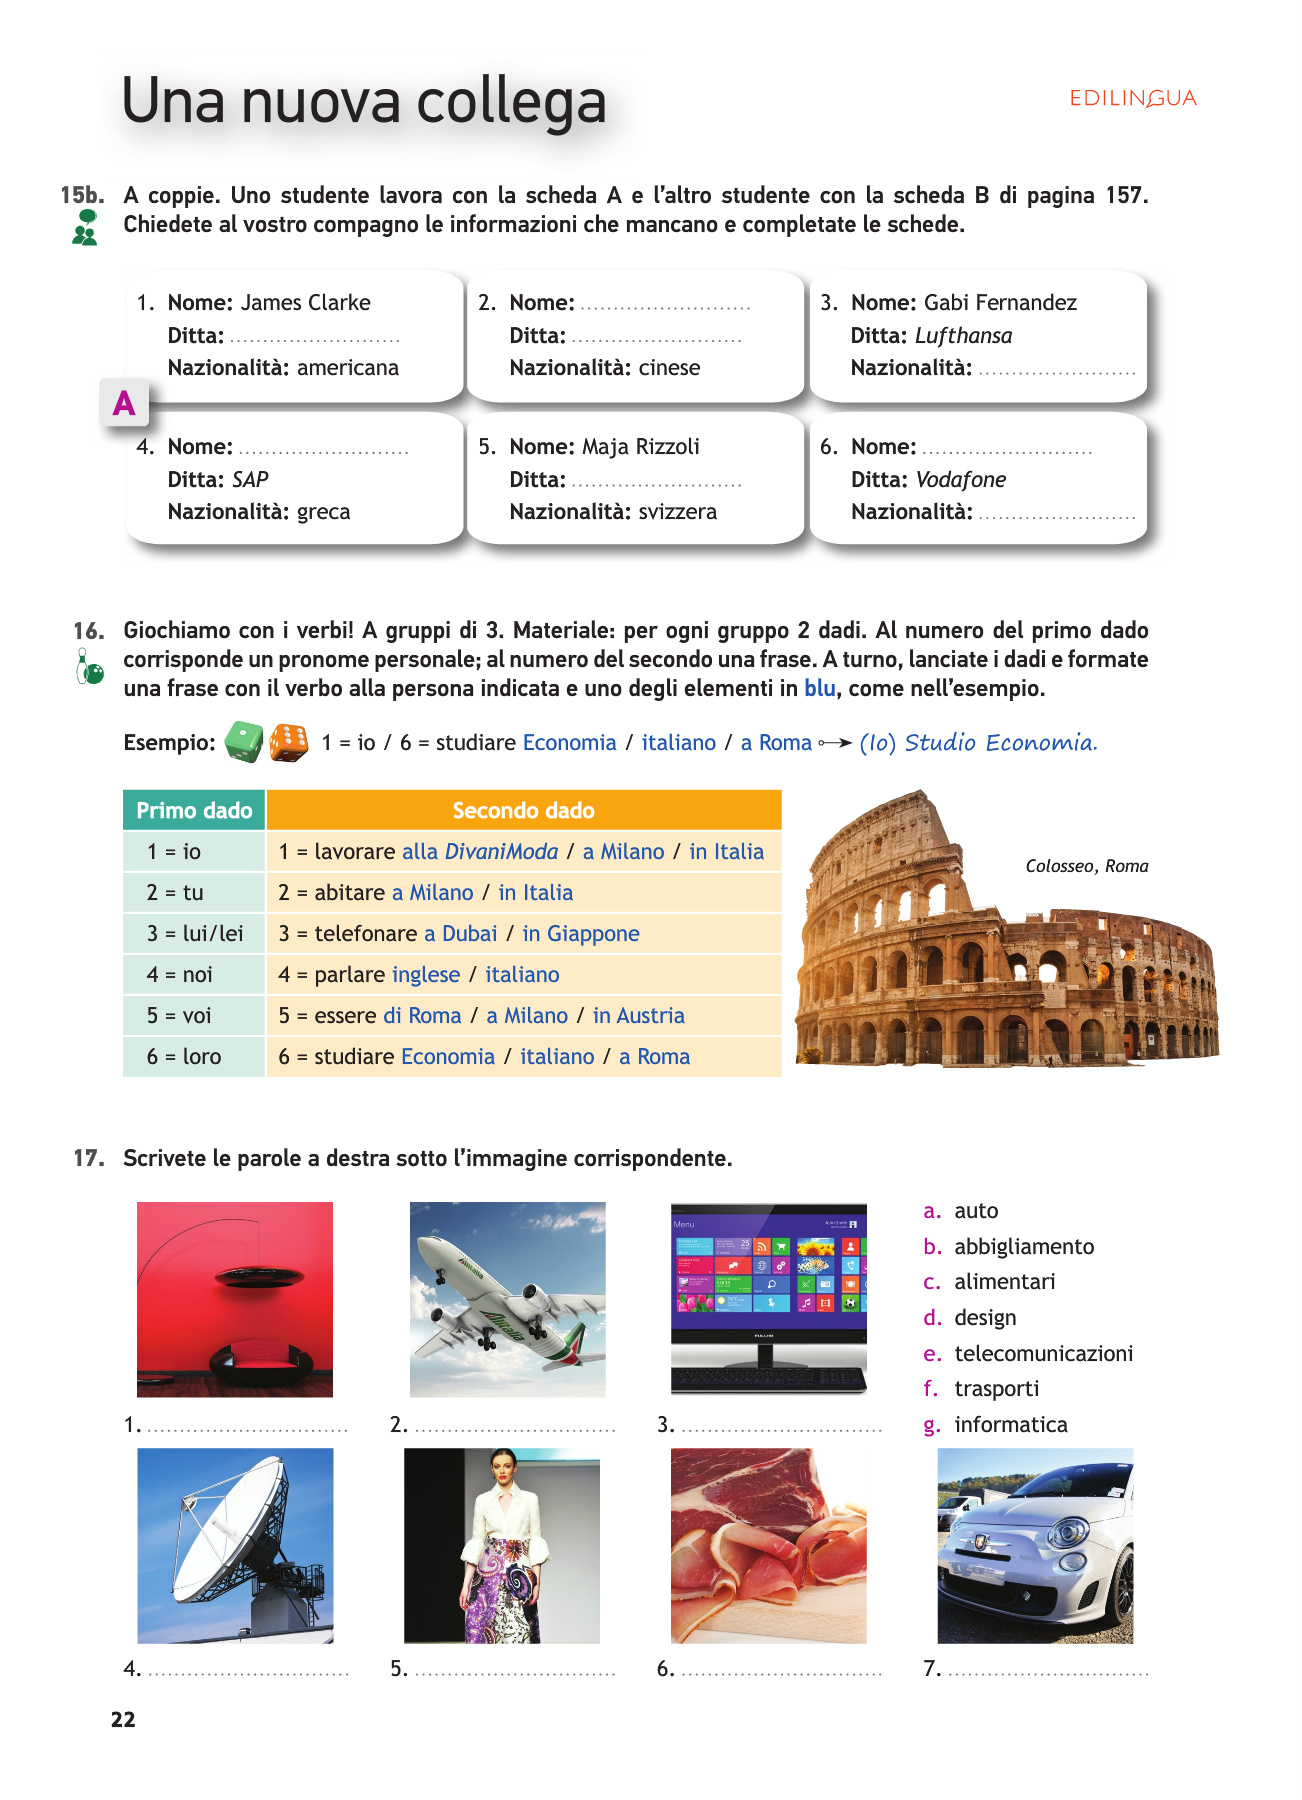 Una nuova collega
EDILINGUA
15b. A coppie. Uno studente lavora con la scheda A e l’altro studente con la scheda B di pagina 157.
Chiedete al vostro compagno le informazioni che mancano e completate le schede.
1. Nome: James Clarke
Ditta: ..........................
Nazionalità: americana
2. Nome: ..........................
Ditta: ..........................
Nazionalità: cinese
3. Nome: Gabi Fernandez
Ditta: Lufthansa
Nazionalità: ........................
A
4. Nome: ..........................
Ditta: SAP
Nazionalità: greca
5. Nome: Maja Rizzoli
Ditta: ..........................
Nazionalità: svizzera
6. Nome: ..........................
Ditta: Vodafone
Nazionalità: ........................
16. Giochiamo con i verbi! A gruppi di 3. Materiale: per ogni gruppo 2 dadi. Al numero del primo dado
corrisponde un pronome personale; al numero del secondo una frase. A turno, lanciate i dadi e formate
una frase con il verbo alla persona indicata e uno degli elementi in blu, come nell’esempio.
Esempio: 1 = io / 6 = studiare Economia / italiano / a Roma (Io) Studio Economia.
Primo dado Secondo dado
1 = io 1 = lavorare alla DivaniModa / a Milano / in Italia
2 = tu 2 = abitare a Milano / in Italia
3 = lui/lei 3 = telefonare a Dubai / in Giappone
4 = noi 4 = parlare inglese / italiano
5 = voi 5 = essere di Roma / a Milano / in Austria
6 = loro 6 = studiare Economia / italiano / a Roma
Colosseo, Roma
17. Scrivete le parole a destra sotto l’immagine corrispondente.
Alitalia
Alitalia
Menu
John Smith
25
FULLHD
a. auto
b. abbigliamento
c. alimentari
d. design
e. telecomunicazioni
f. trasporti
g. informatica
1. ..............................
2. ..............................
3. ..............................
4. ..............................
5. ..............................
6. ..............................
7. ..............................
22